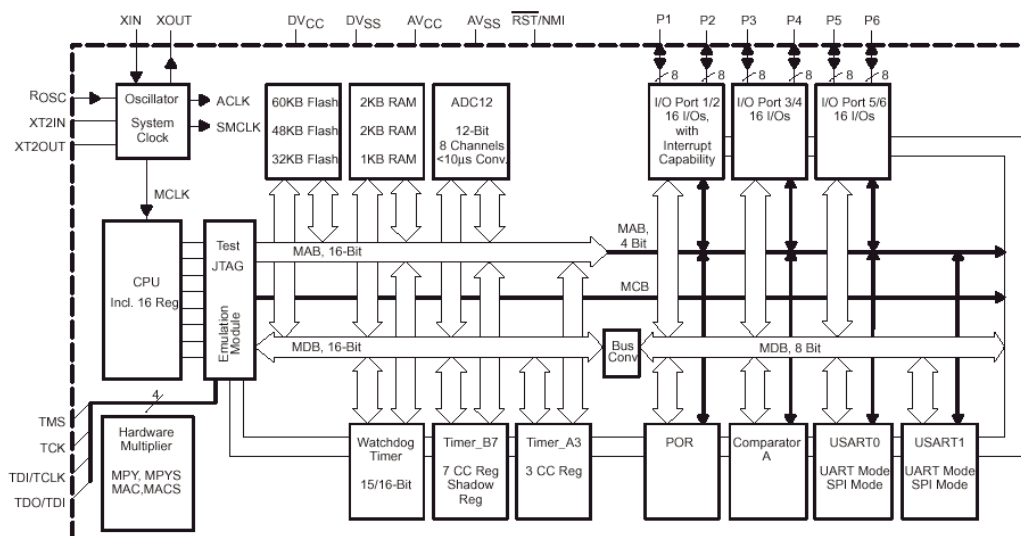 XIN XOUT DVCC DVSS AVCC AVSS RST/NMI P1 P2 P3 P4 P5 P6
8 8 8 8 8 8
ROSC
XT2IN
XT2OUT
Oscillator
System
Clock
ACLK
SMCLK
MCLK
60KB Flash
48KB Flash
32KB Flash
2KB RAM
2KB RAM
1KB RAM
ADC12
12-Bit
8 Channels
<10µs Conv.
I/O Port 1/2
16 I/Os,
with
Interrupt
Capability
I/O Port 3/4
16 I/Os
I/O Port 5/6
16 I/Os
CPU
Incl. 16 Reg
Test
JTAG
Emulation
Module
MAB, 16-Bit
MAB,
4 Bit
MCB
MDB, 16-Bit
Bus
Conv
MDB, 8 Bit
4
TMS
TCK
TDI/TCLK
TDO/TDI
Hardware
Multiplier
MPY, MPYS
MAC,MACS
Watchdog
Timer
15/16-Bit
Timer_B7
7 CC Reg
Shadow
Reg
Timer_A3
3 CC Reg
POR
Comparator
A
USART0
UART Mode
SPI Mode
USART1
UART Mode
SPI Mode